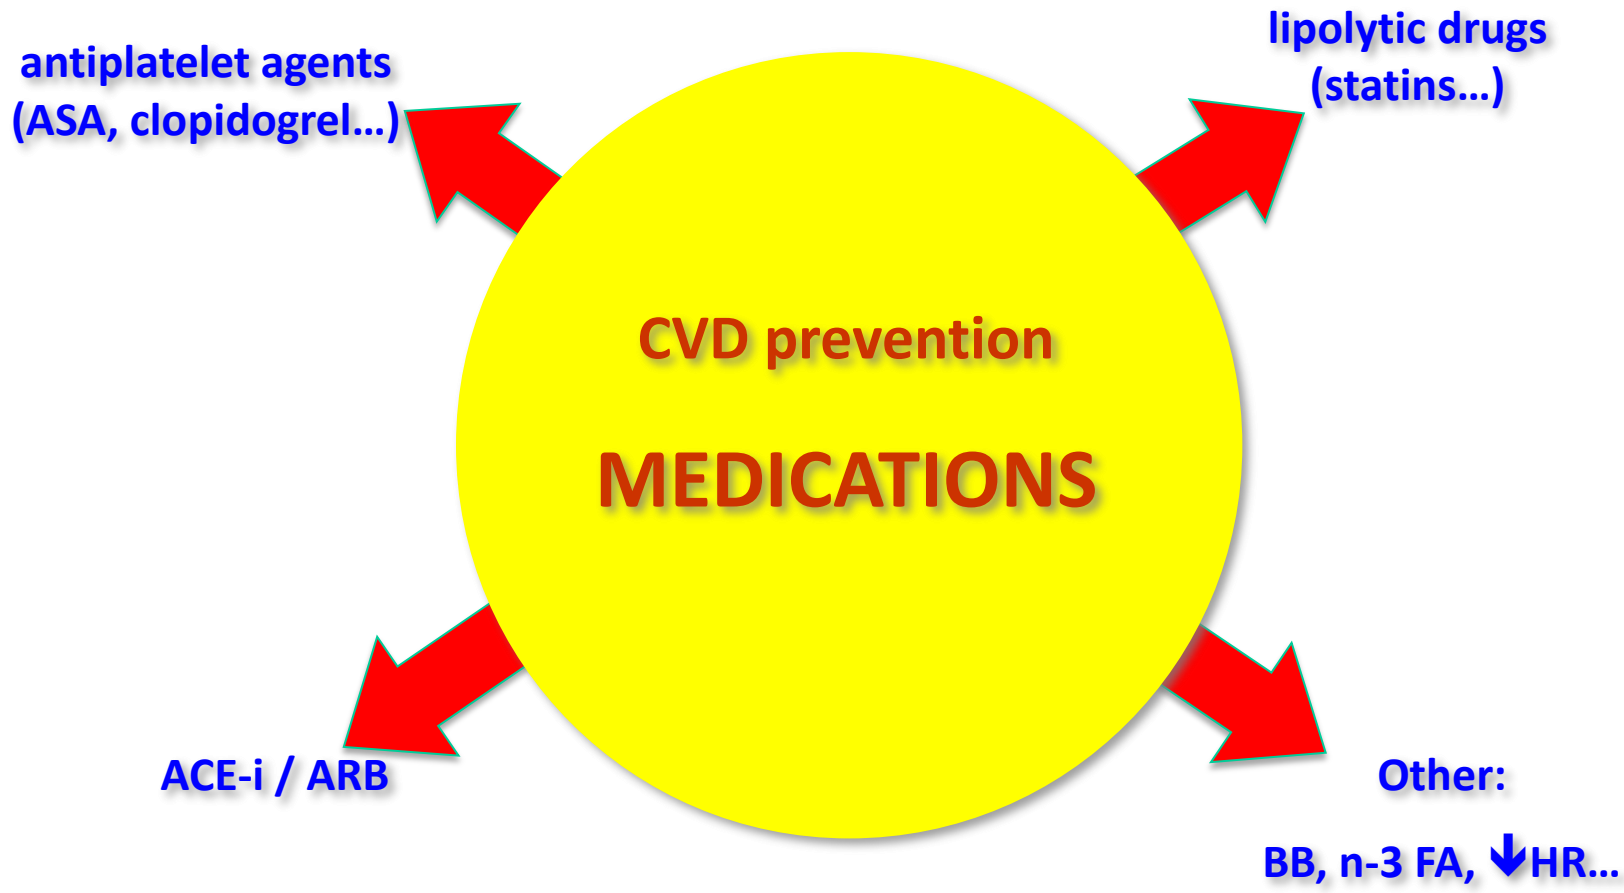 antiplatelet agents
(ASA, clopidogrel...)
lipolytic drugs
(statins...)
CVD prevention
MEDICATIONS
ACE-i / ARB
Other:
BB, n-3 FA, 🡻HR...